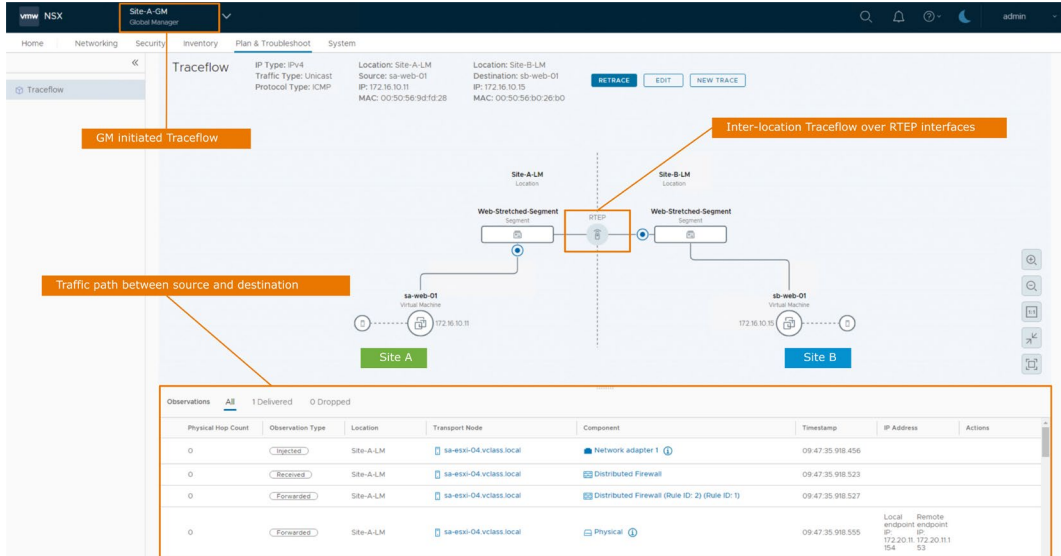 vmw NSX
Site-A-GM
Global Manager
admin
Home Networking Security Inventory Plan & Troubleshoot System
Traceflow
Traceflow
IP Type: IPv4
Traffic Type: Unicast
Protocol Type: ICMP
Location: Site-A-LM
Source: sa-web-01
IP: 172.16.10.11
MAC: 00:50:56:9d:fd:28
Location: Site-B-LM
Destination: sb-web-01
IP: 172.16.10.15
MAC: 00:50:56:b0:26:b0
RETRACE EDIT NEW TRACE
GM initiated Traceflow
Inter-location Traceflow over RTEP interfaces
Site-A-LM
Location
Site-B-LM
Location
Web-Stretched-Segment
Segment
RTEP
Web-Stretched-Segment
Segment
Traffic path between source and destination
sa-web-01
Virtual Machine
172.16.10.11
sb-web-01
Virtual Machine
172.16.10.15
1:1
Site A
Site B
Observations All 1 Delivered 0 Dropped
Physical Hop Count Observation Type Location Transport Node Component Timestamp IP Address Actions
0 Injected Site-A-LM sa-esxi-04.vclass.local Network adapter 1 09:47:35.918.456
0 Received Site-A-LM sa-esxi-04.vclass.local Distributed Firewall 09:47:35.918.523
0 Forwarded Site-A-LM sa-esxi-04.vclass.local Distributed Firewall (Rule ID: 2) (Rule ID: 1) 09:47:35.918.527
0 Forwarded Site-A-LM sa-esxi-04.vclass.local Physical 09:47:35.918.555
Local Remote
endpoint endpoint
IP: IP:
172.20.11. 172.20.11.1
154 53